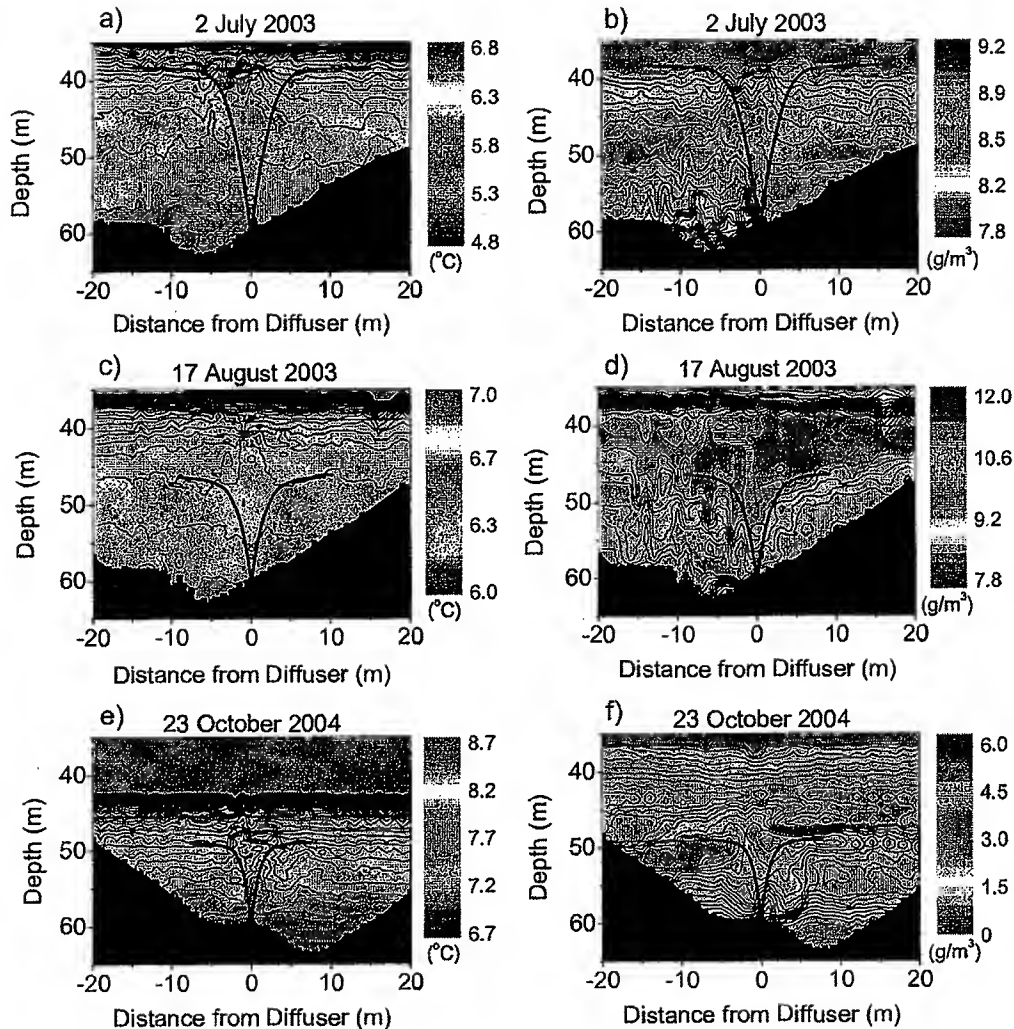 a) 2 July 2003
Depth (m)
40
50
60
-20 -10 0 10 20
Distance from Diffuser (m)
6.8
6.3
5.8
5.3
4.8
(°C)
b) 2 July 2003
Depth (m)
40
50
60
-20 -10 0 10 20
Distance from Diffuser (m)
9.2
8.9
8.5
8.2
7.8
(g/m³)
c) 17 August 2003
Depth (m)
40
50
60
-20 -10 0 10 20
Distance from Diffuser (m)
7.0
6.7
6.3
6.0
(°C)
d) 17 August 2003
Depth (m)
40
50
60
-20 -10 0 10 20
Distance from Diffuser (m)
12.0
10.6
9.2
7.8
(g/m³)
e) 23 October 2004
Depth (m)
40
50
60
-20 -10 0 10 20
Distance from Diffuser (m)
8.7
8.2
7.7
7.2
6.7
(°C)
f) 23 October 2004
Depth (m)
40
50
60
-20 -10 0 10 20
Distance from Diffuser (m)
6.0
4.5
3.0
1.5
0
(g/m³)